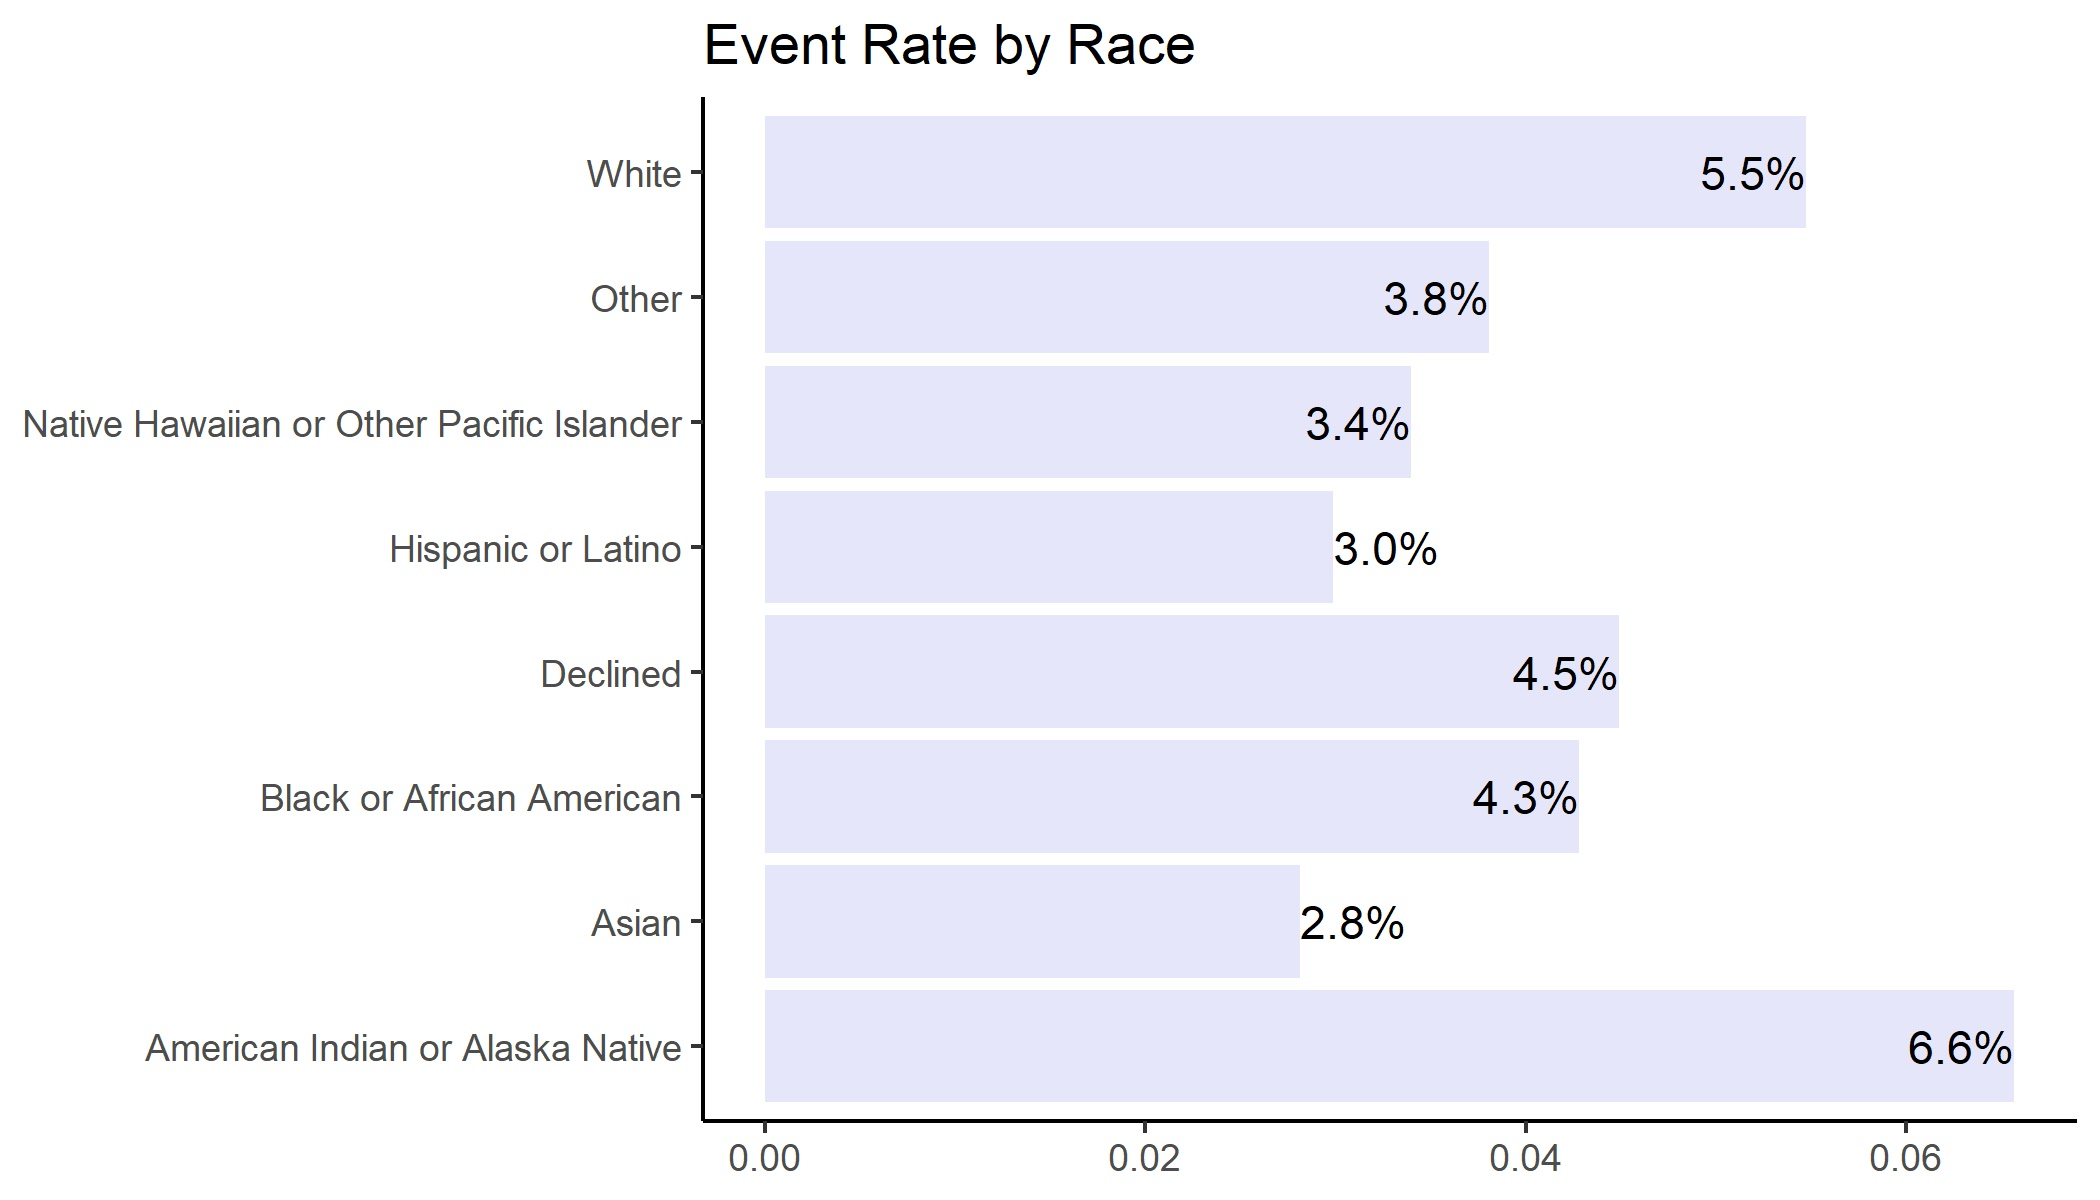 Event Rate by Race
White 5.5%
Other 3.8%
Native Hawaiian or Other Pacific Islander 3.4%
Hispanic or Latino 3.0%
Declined 4.5%
Black or African American 4.3%
Asian 2.8%
American Indian or Alaska Native 6.6%
0.00 0.02 0.04 0.06